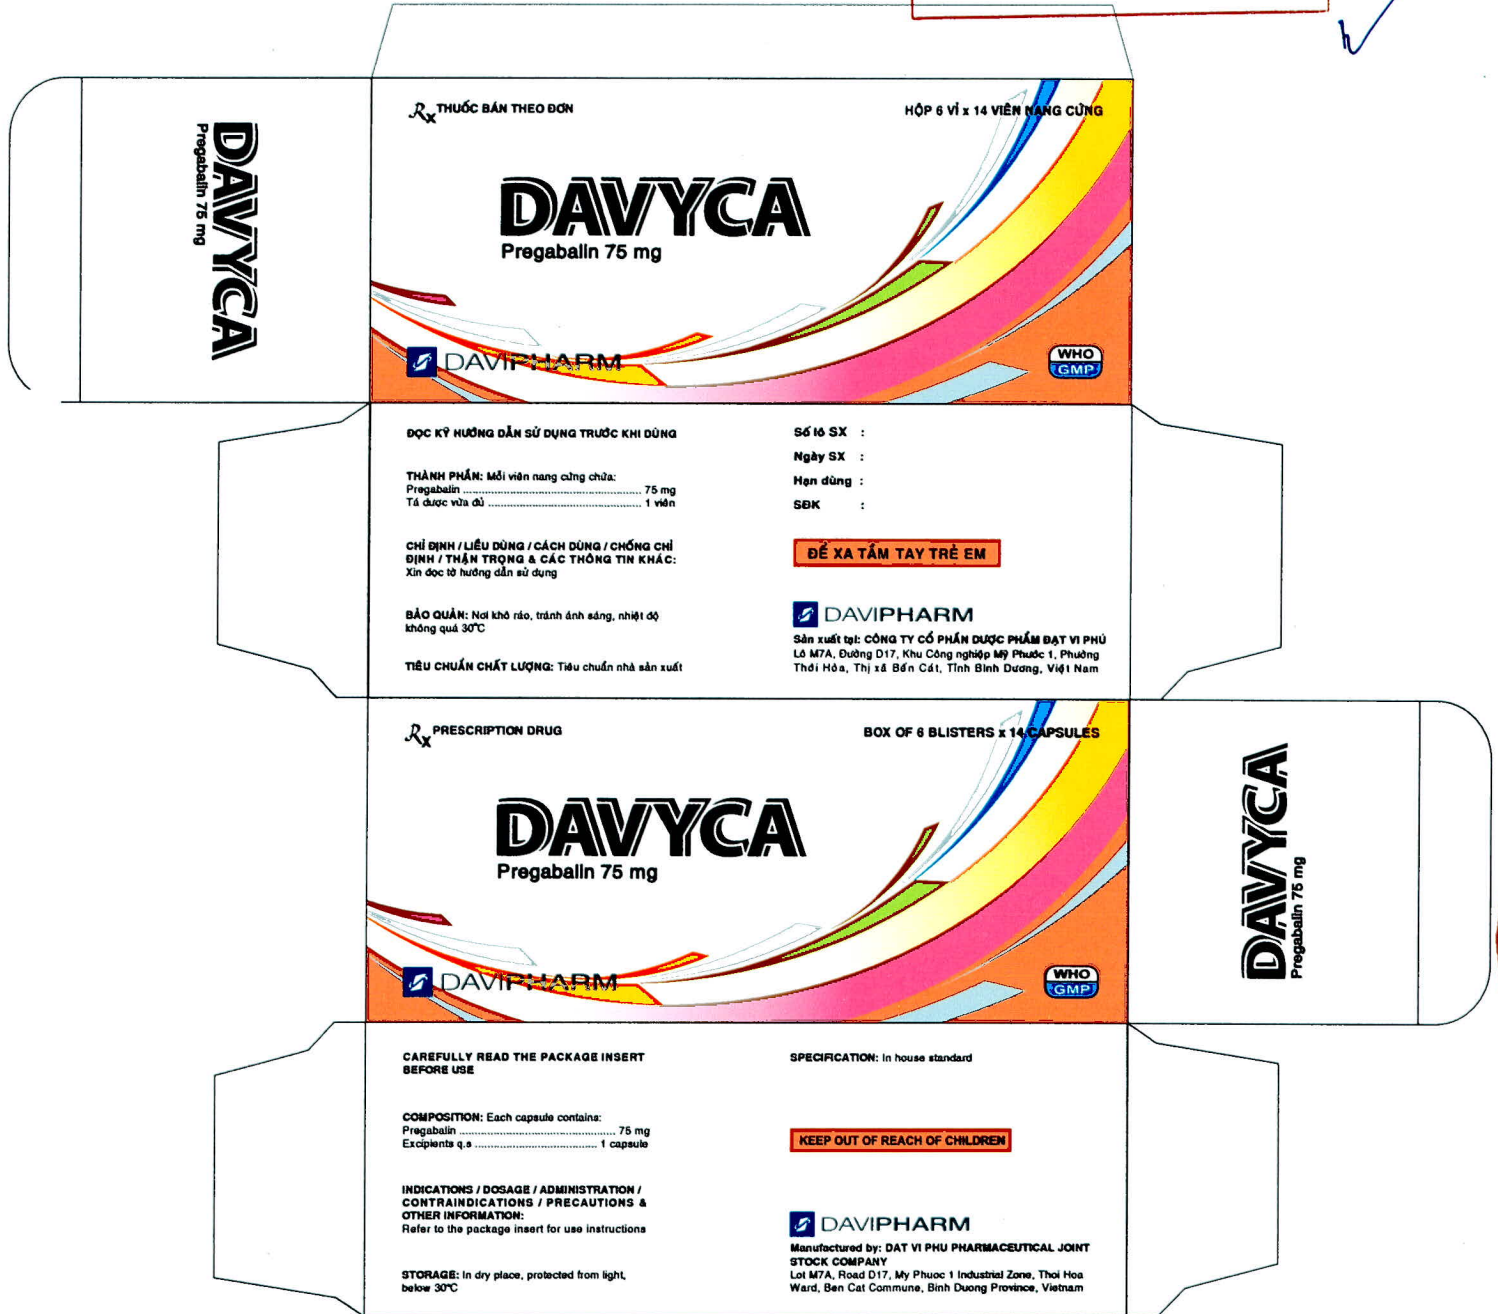 DAVYCA
Pregabalin 75 mg
Rx THUỐC BÁN THEO ĐƠN
HỘP 6 VỈ x 14 VIÊN NANG CỨNG
DAVYCA
Pregabalin 75 mg
DAVIPHARM
WHO
GMP
ĐỌC KỸ HƯỚNG DẪN SỬ DỤNG TRƯỚC KHI DÙNG
THÀNH PHẦN: Mỗi viên nang cứng chứa:
Pregabalin ........................................................ 75 mg
Tá dược vừa đủ ................................................ 1 viên
CHỈ ĐỊNH / LIỀU DÙNG / CÁCH DÙNG / CHỐNG CHỈ
ĐỊNH / THẬN TRỌNG & CÁC THÔNG TIN KHÁC:
Xin đọc tờ hướng dẫn sử dụng
BẢO QUẢN: Nơi khô ráo, tránh ánh sáng, nhiệt độ
không quá 30°C
TIÊU CHUẨN CHẤT LƯỢNG: Tiêu chuẩn nhà sản xuất
Số lô SX :
Ngày SX :
Hạn dùng :
SĐK :
ĐỂ XA TẦM TAY TRẺ EM
DAVIPHARM
Sản xuất tại: CÔNG TY CỔ PHẦN DƯỢC PHẨM ĐẠT VI PHÚ
Lô M7A, Đường D17, Khu Công nghiệp Mỹ Phước 1, Phường
Thới Hòa, Thị xã Bến Cát, Tỉnh Bình Dương, Việt Nam
Rx PRESCRIPTION DRUG
BOX OF 6 BLISTERS x 14 CAPSULES
DAVYCA
Pregabalin 75 mg
DAVIPHARM
WHO
GMP
DAVYCA
Pregabalin 75 mg
CAREFULLY READ THE PACKAGE INSERT
BEFORE USE
COMPOSITION: Each capsule contains:
Pregabalin ................................................. 75 mg
Excipients q.s ...................................... 1 capsule
INDICATIONS / DOSAGE / ADMINISTRATION /
CONTRAINDICATIONS / PRECAUTIONS &
OTHER INFORMATION:
Refer to the package insert for use instructions
STORAGE: In dry place, protected from light,
below 30°C
SPECIFICATION: In house standard
KEEP OUT OF REACH OF CHILDREN
DAVIPHARM
Manufactured by: DAT VI PHU PHARMACEUTICAL JOINT
STOCK COMPANY
Lot M7A, Road D17, My Phuoc 1 Industrial Zone, Thoi Hoa
Ward, Ben Cat Commune, Binh Duong Province, Vietnam